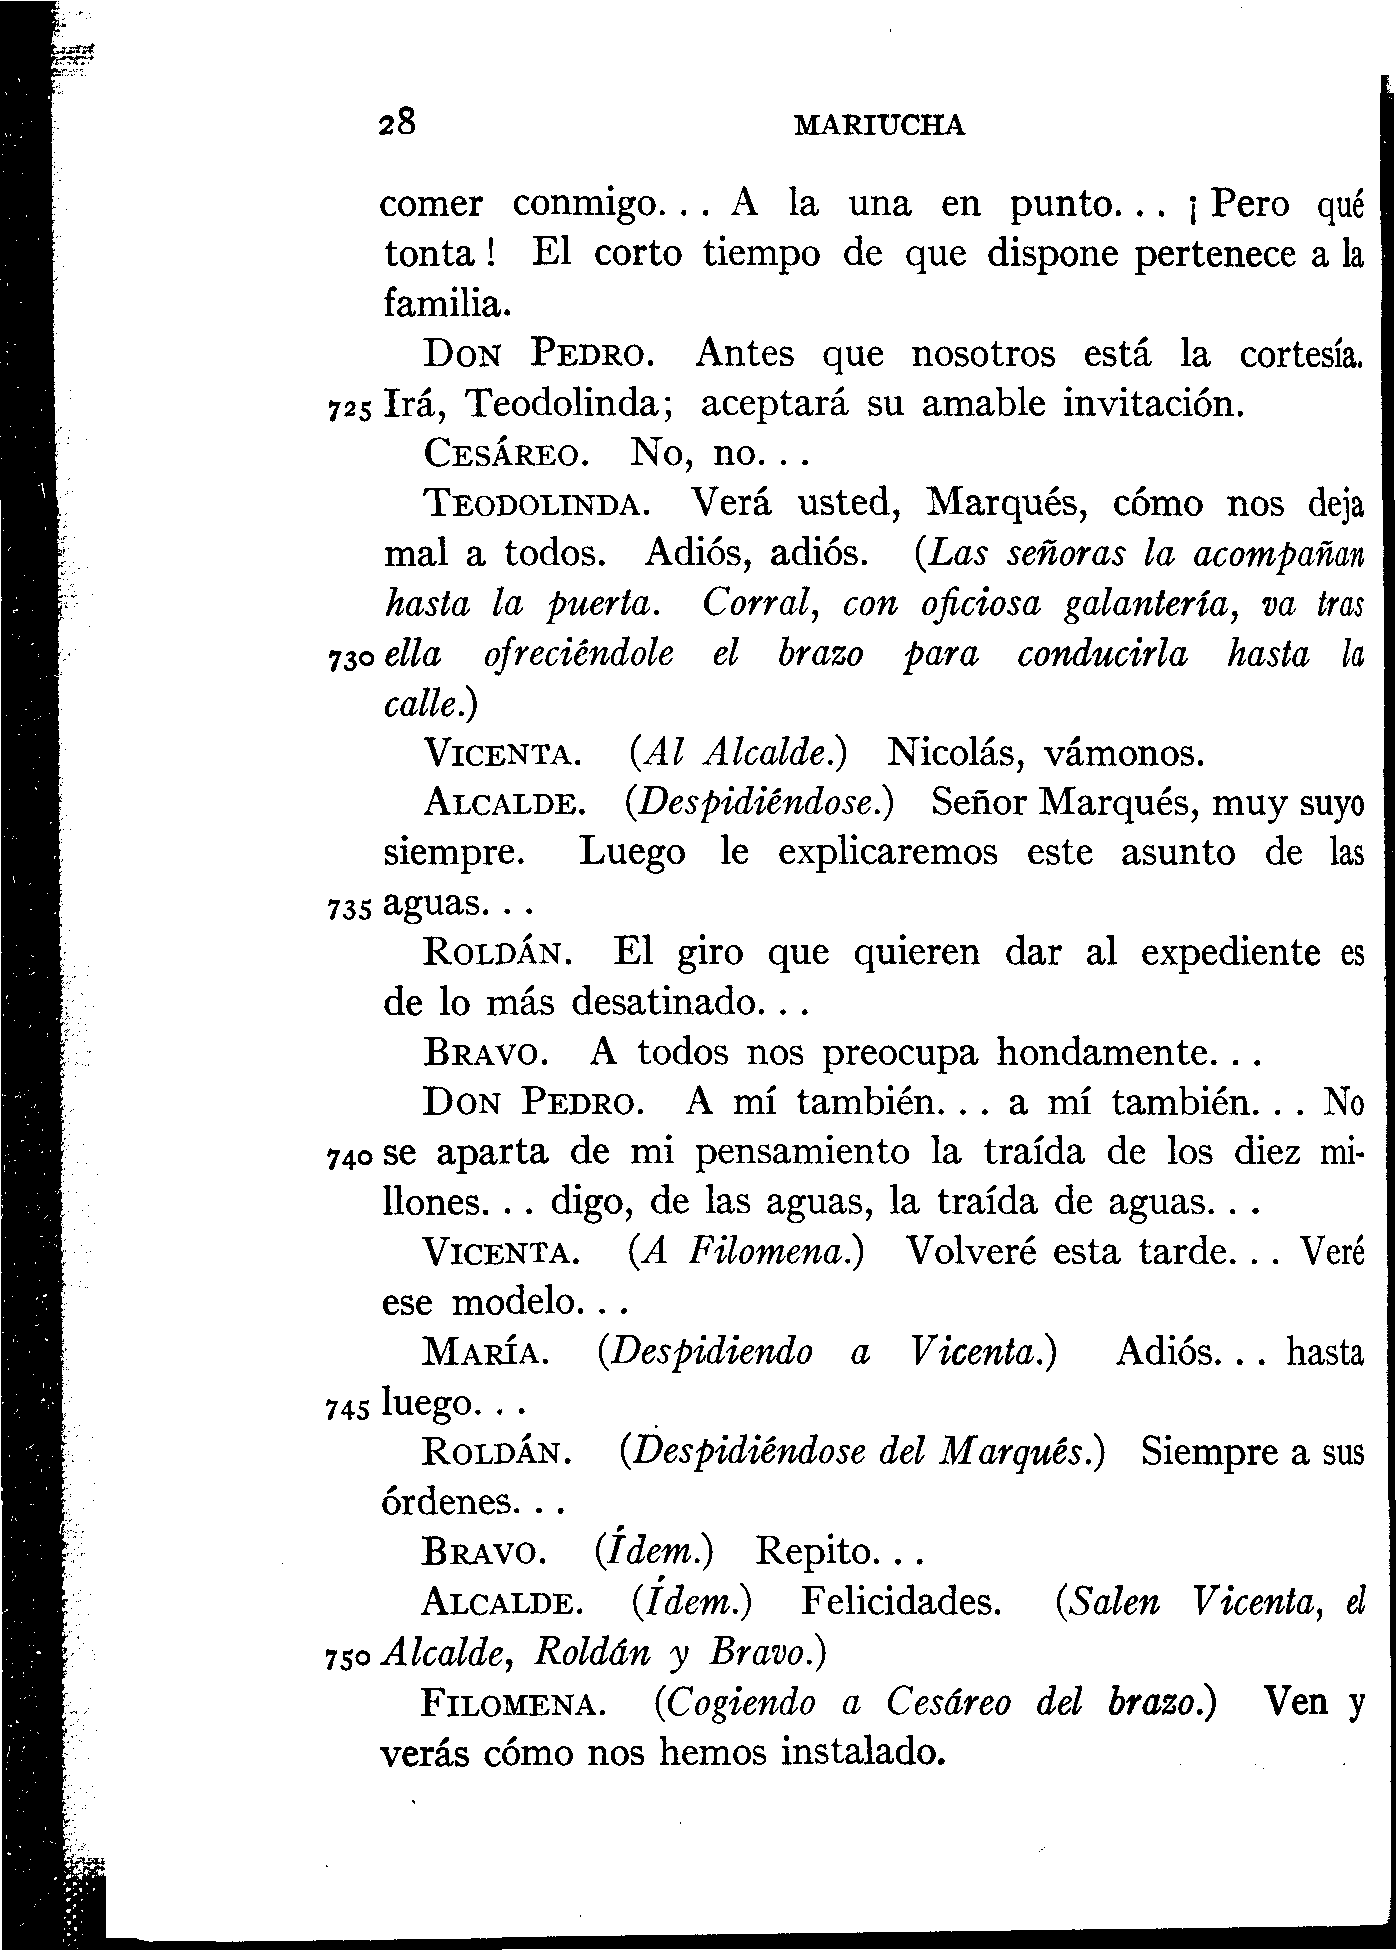 28 MARIUCHA
comer conmigo. . . A la una en punto. . . ¡ Pero qué
tonta ! El corto tiempo de que dispone pertenece a la
familia.
DON PEDRO. Antes que nosotros está la cortesía.
725 Irá, Teodolinda; aceptará su amable invitación.
CESÁREO. No, no. . .
TEODOLINDA. Verá usted, Marqués, cómo nos deja
mal a todos. Adiós, adiós. (Las señoras la acompañan
hasta la puerta. Corral, con oficiosa galantería, va tras
730 ella ofreciéndole el brazo para conducirla hasta la
calle.)
VICENTA. (Al Alcalde.) Nicolás, vámonos.
ALCALDE. (Despidiéndose.) Señor Marqués, muy suyo
siempre. Luego le explicaremos este asunto de las
735 aguas. . .
ROLDÁN. El giro que quieren dar al expediente es
de lo más desatinado. . .
BRAVO. A todos nos preocupa hondamente. . .
DON PEDRO. A mí también. . . a mí también. . . No
740 se aparta de mi pensamiento la traída de los diez mi-
llones. . . digo, de las aguas, la traída de aguas. . .
VICENTA. (A Filomena.) Volveré esta tarde. . . Veré
ese modelo. . .
MARÍA. (Despidiendo a Vicenta.) Adiós. . . hasta
745 luego. . .
ROLDÁN. (Despidiéndose del Marqués.) Siempre a sus
órdenes. . .
BRAVO. (Ídem.) Repito. . .
ALCALDE. (Ídem.) Felicidades. (Salen Vicenta, el
750 Alcalde, Roldán y Bravo.)
FILOMENA. (Cogiendo a Cesáreo del brazo.) Ven y
verás cómo nos hemos instalado.